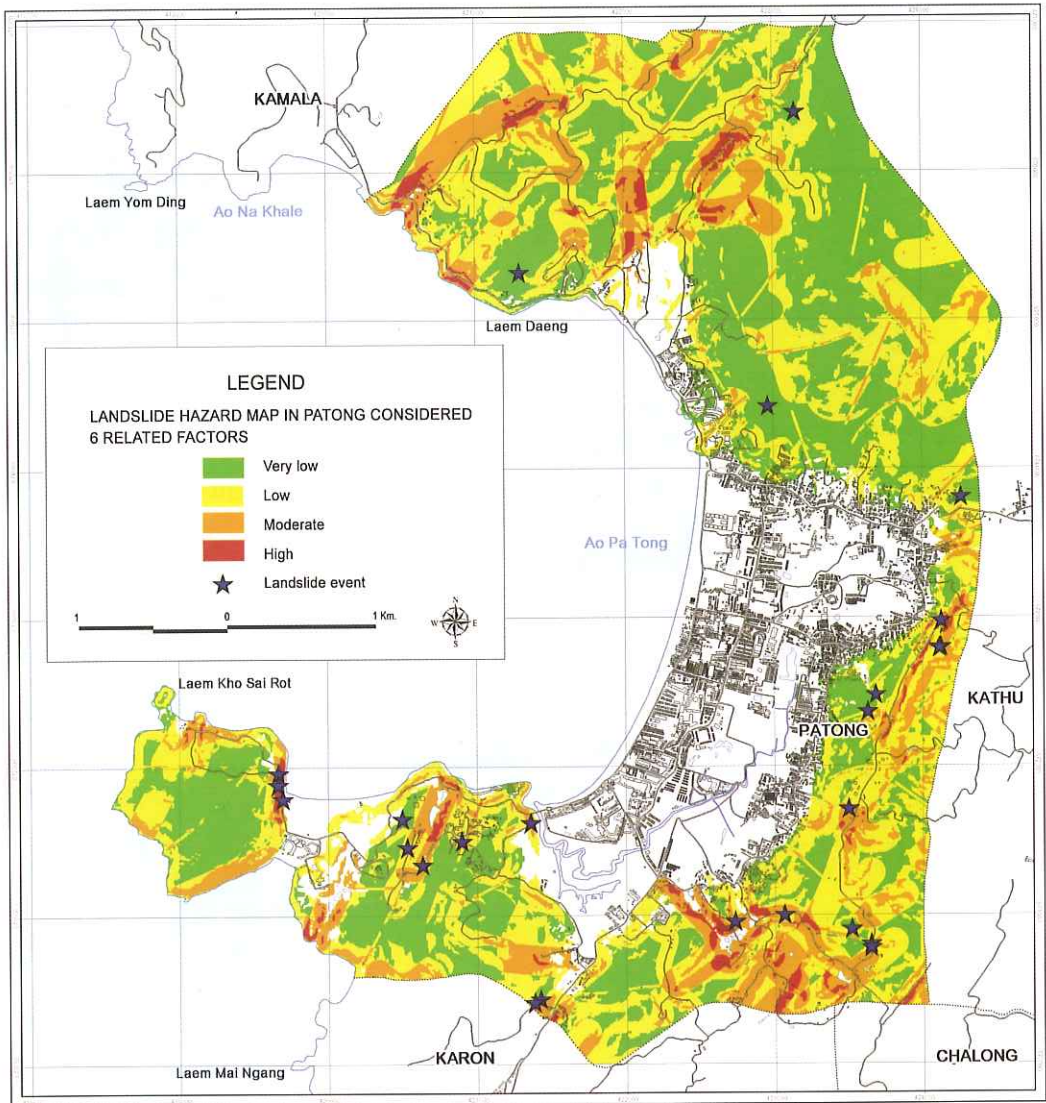 KAMALA
Laem Yom Ding
Ao Na Khale
Laem Daeng
LEGEND
LANDSLIDE HAZARD MAP IN PATONG CONSIDERED
6 RELATED FACTORS
Very low
Low
Moderate
High
Landslide event
1 0 1 Km.
N
W E
S
Ao Pa Tong
Laem Kho Sai Rot
KATHU
PATONG
KARON
CHALONG
Laem Mai Ngang